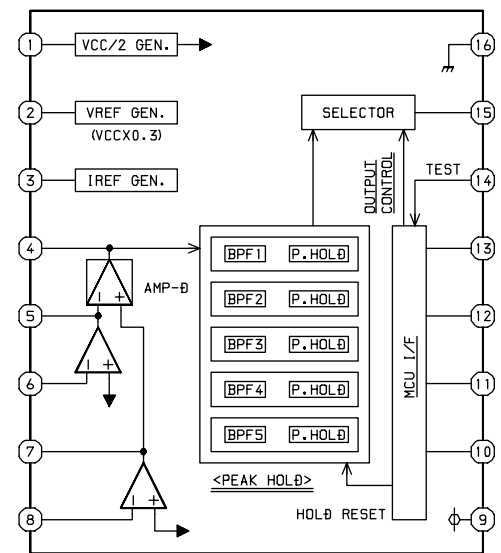 1
VCC/2 GEN.
16
2
VREF GEN.
(VCCX0.3)
SELECTOR
15
3
IREF GEN.
OUTPUT
CONTROL
TEST
14
4
AMP-D
BPF1 P.HOLD
13
5
BPF2 P.HOLD
12
BPF3 P.HOLD
MCU I/F
6
BPF4 P.HOLD
11
7
BPF5 P.HOLD
10
<PEAK HOLD>
8
HOLD RESET
9
- +
- +
- +